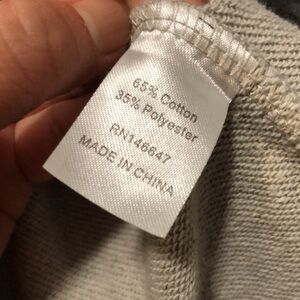 65% Cotton
35% Polyester
RN146647
MADE IN CHINA